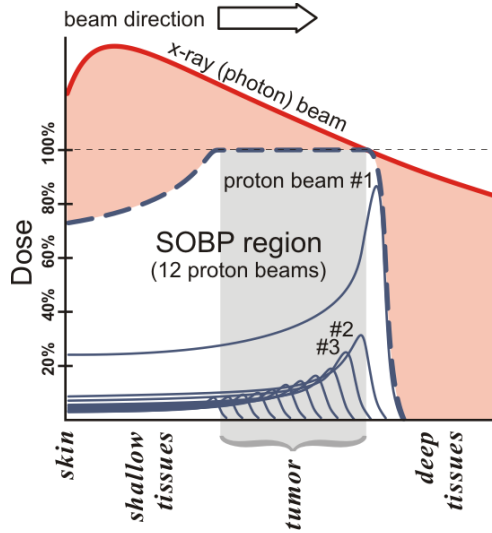 beam direction
x-ray (photon) beam
100%
80%
60%
40%
20%
Dose
proton beam #1
SOBP region
(12 proton beams)
#2
#3
skin
shallow
tissues
tumor
deep
tissues